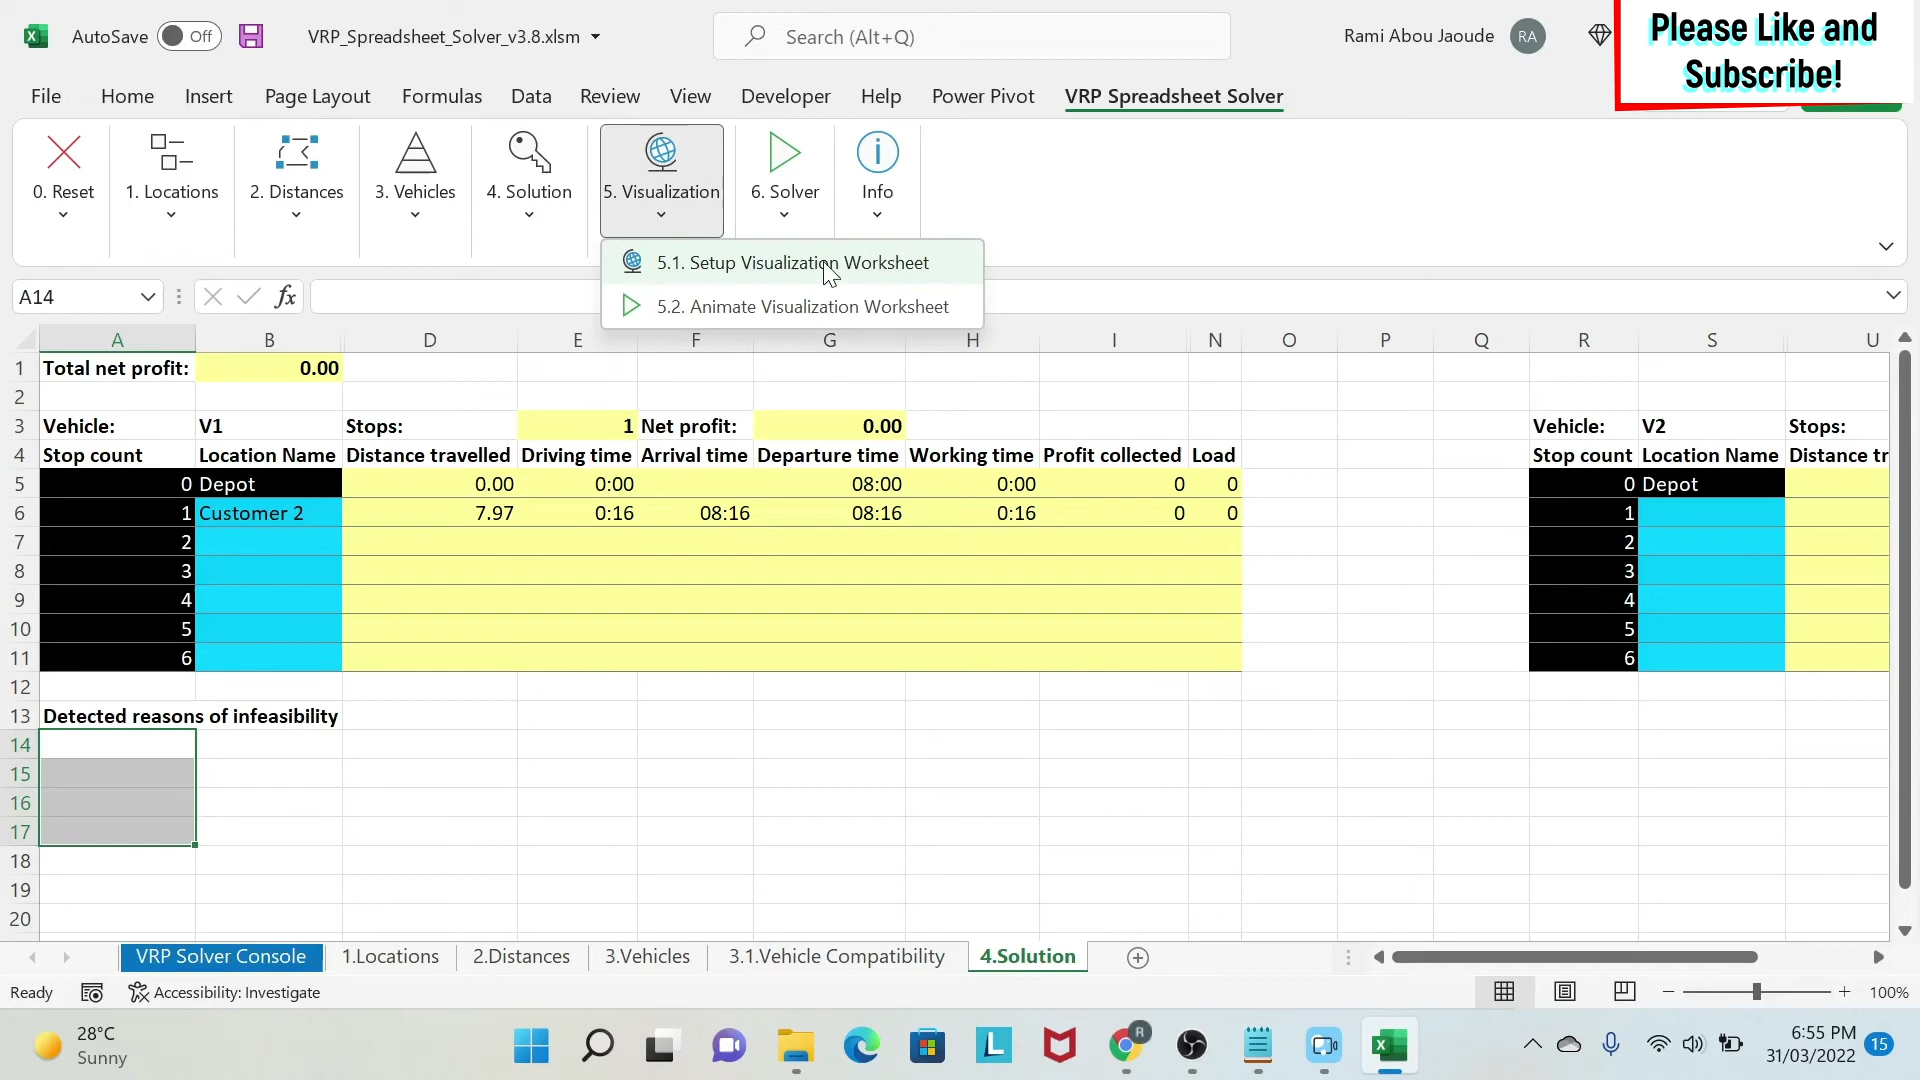 AutoSave Off VRP_Spreadsheet_Solver_v3.8.xlsm Search (Alt+Q) Rami Abou Jaoude RA
Please Like and
Subscribe!
File Home Insert Page Layout Formulas Data Review View Developer Help Power Pivot VRP Spreadsheet Solver
0. Reset 1. Locations 2. Distances 3. Vehicles 4. Solution 5. Visualization 6. Solver Info
5.1. Setup Visualization Worksheet
5.2. Animate Visualization Worksheet
A14 fx
A B D E F G H I N O P Q R S U
1 Total net profit: 0.00
2
3 Vehicle: V1 Stops: 1 Net profit: 0.00 Vehicle: V2 Stops:
4 Stop count Location Name Distance travelled Driving time Arrival time Departure time Working time Profit collected Load Stop count Location Name Distance tr
5 0 Depot 0.00 0:00 08:00 0:00 0 0 0 Depot
6 1 Customer 2 7.97 0:16 08:16 08:16 0:16 0 0 1
7 2 2
8 3 3
9 4 4
10 5 5
11 6 6
12
13 Detected reasons of infeasibility
14
15
16
17
18
19
20
VRP Solver Console 1.Locations 2.Distances 3.Vehicles 3.1.Vehicle Compatibility 4.Solution
Ready Accessibility: Investigate 100%
28°C
Sunny
R
L
6:55 PM
31/03/2022
15